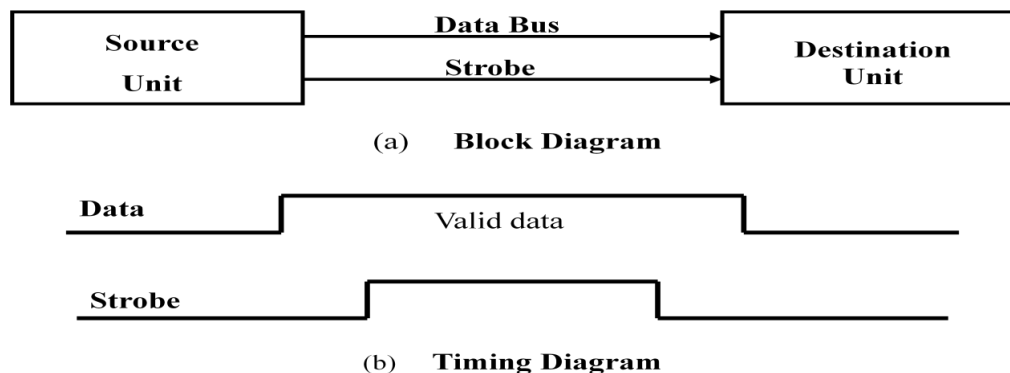 Source
Unit
Data Bus
Strobe
Destination
Unit
(a) Block Diagram
Data
Valid data
Strobe
(b) Timing Diagram